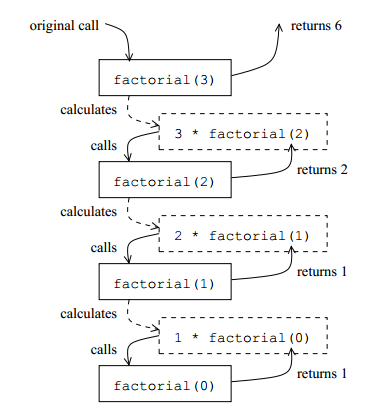 original call
returns 6
factorial(3)
calculates
3 * factorial(2)
calls
factorial(2)
returns 2
calculates
2 * factorial(1)
calls
factorial(1)
returns 1
calculates
1 * factorial(0)
calls
factorial(0)
returns 1